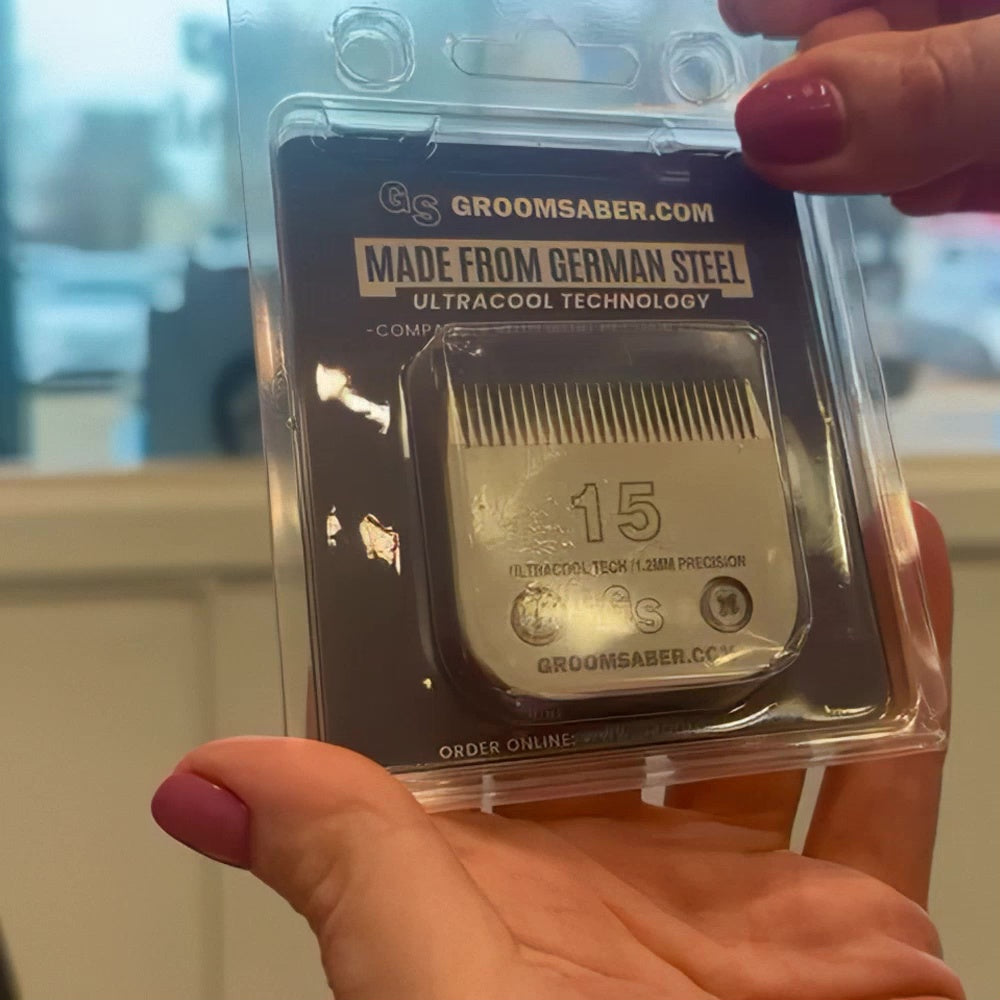 GS GROOMSABER.COM
MADE FROM GERMAN STEEL
ULTRACOOL TECHNOLOGY
15
ULTRACOOL TECH /1.2MM PRECISION
GS
GROOMSABER.COM
ORDER ONLINE: